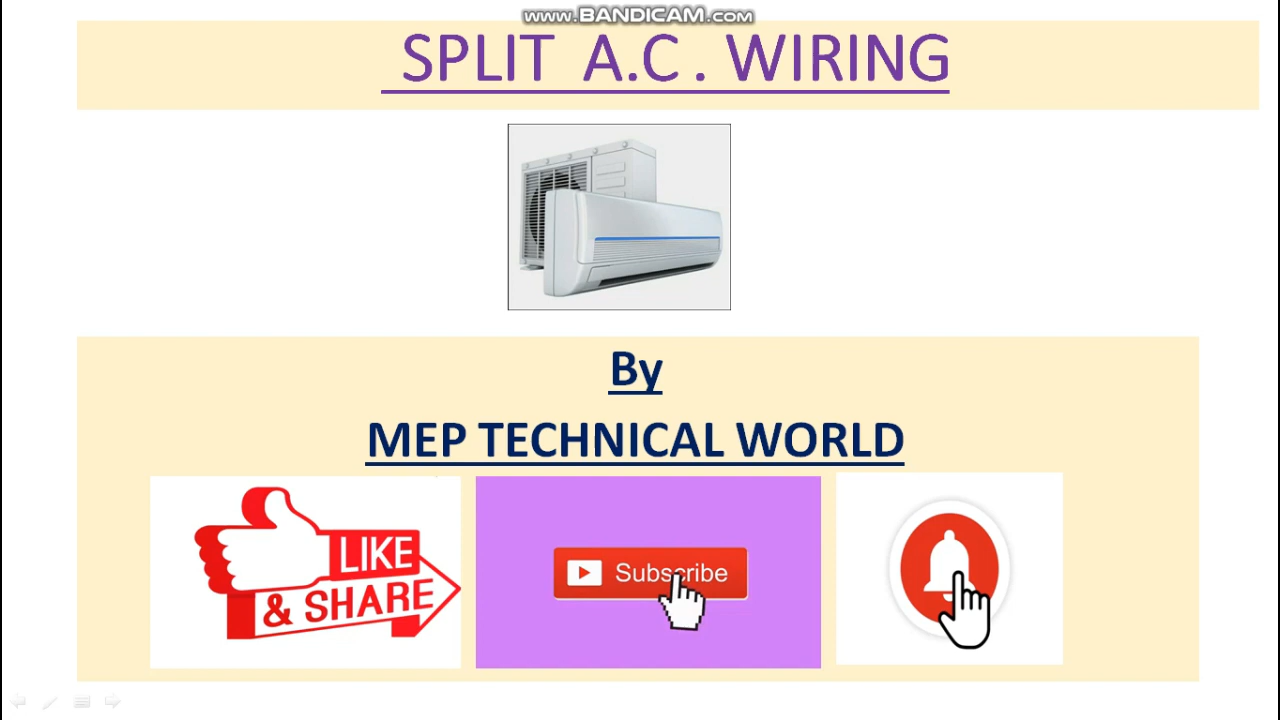 www.BANDICAM.com
SPLIT A.C . WIRING
By
MEP TECHNICAL WORLD
LIKE
& SHARE
Subscribe